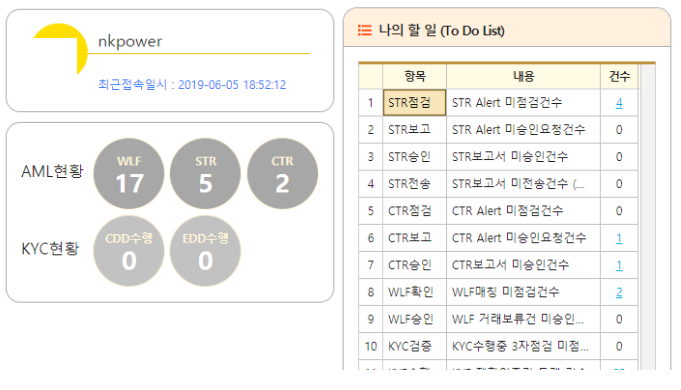 nkpower
최근접속일시 : 2019-06-05 18:52:12
AML현황
WLF 17
STR 5
CTR 2
KYC현황
CDD수행 0
EDD수행 0
나의 할 일 (To Do List)
항목 내용 건수
1 STR점검 STR Alert 미점검건수 4
2 STR보고 STR Alert 미승인요청건수 0
3 STR승인 STR보고서 미승인건수 0
4 STR전송 STR보고서 미전송건수 (... 0
5 CTR점검 CTR Alert 미점검건수 0
6 CTR보고 CTR Alert 미승인요청건수 1
7 CTR승인 CTR보고서 미승인건수 1
8 WLF확인 WLF매칭 미점검건수 2
9 WLF승인 WLF 거래보류건 미승인... 0
10 KYC검증 KYC수행중 3자점검 미점... 0